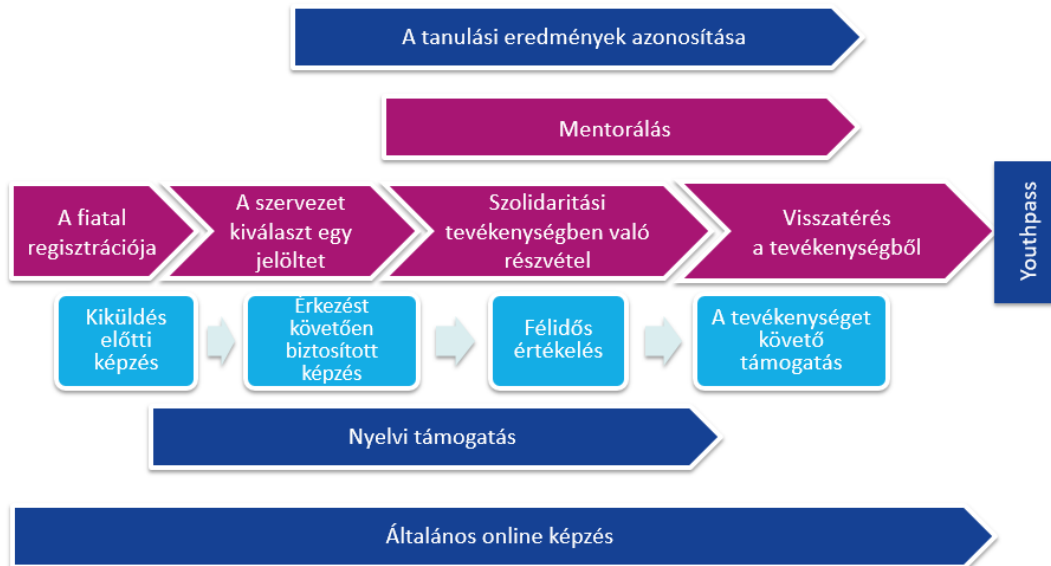 A tanulási eredmények azonosítása
Mentorálás
A fiatal
regisztrációja
A szervezet
kiválaszt egy
jelöltet
Szolidaritási
tevékenységben való
részvétel
Visszatérés
a tevékenységből
Youthpass
Kiküldés
előtti
képzés
Érkezést
követően
biztosított
képzés
Félidős
értékelés
A tevékenységet
követő
támogatás
Nyelvi támogatás
Általános online képzés